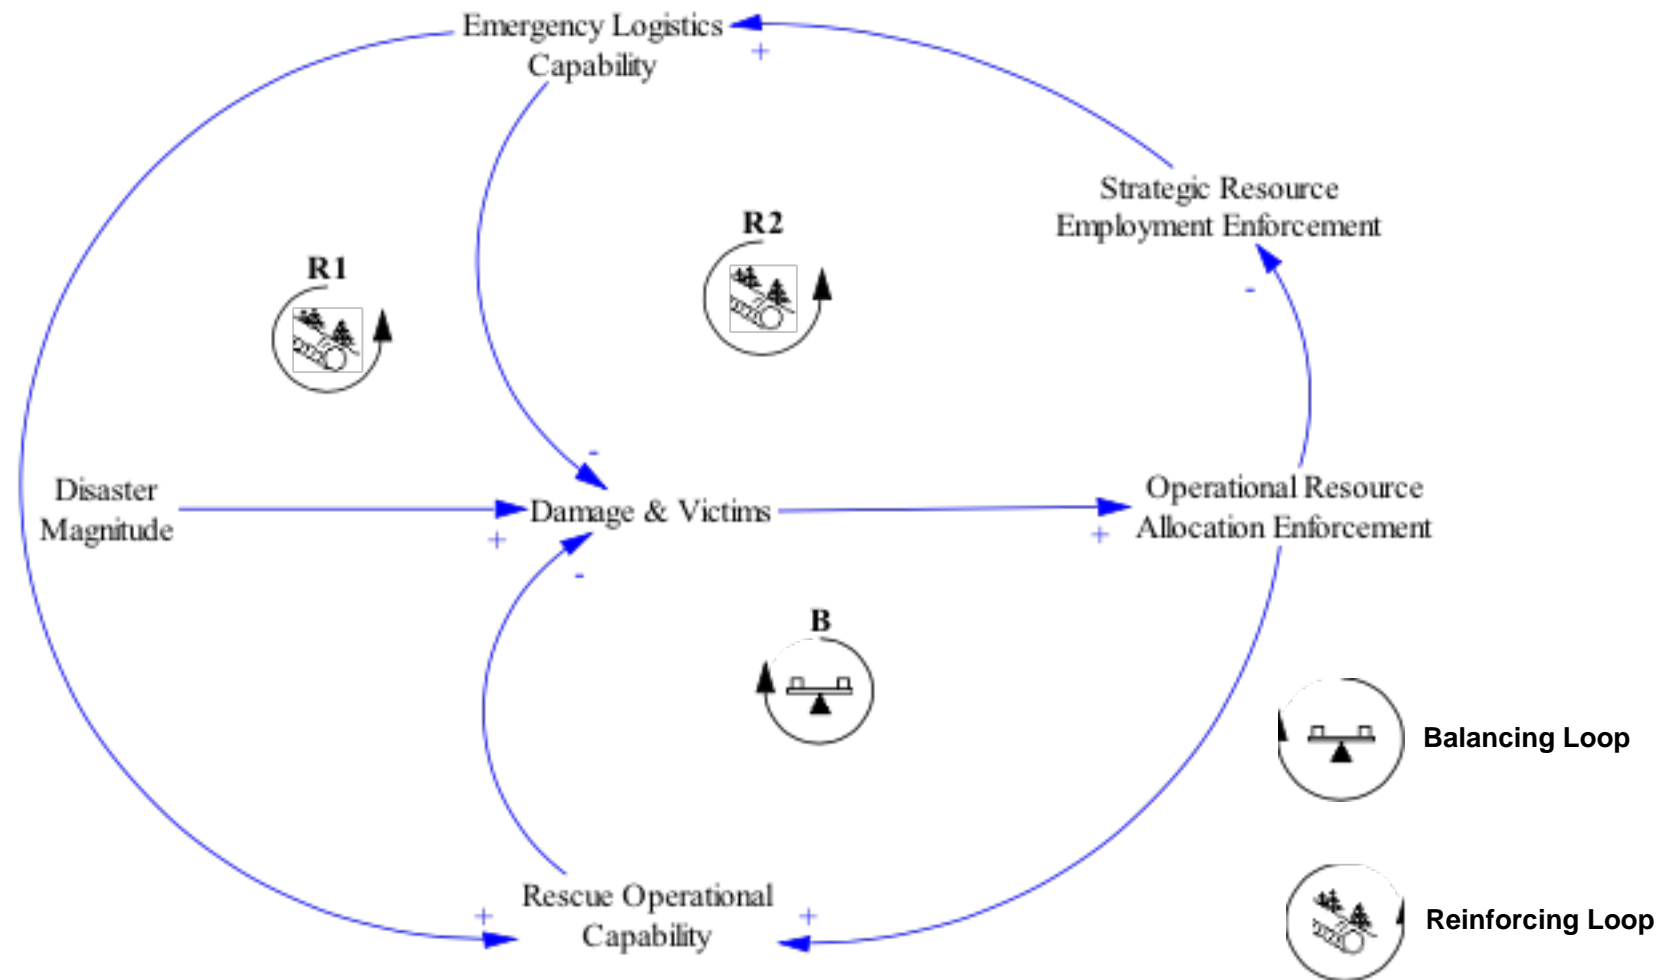 Emergency Logistics
Capability
+
Strategic Resource
Employment Enforcement
-
R2
R1
-
Disaster
Magnitude
+
Damage & Victims
-
+
Operational Resource
Allocation Enforcement
B
Balancing Loop
+
Rescue Operational
Capability
+
Reinforcing Loop